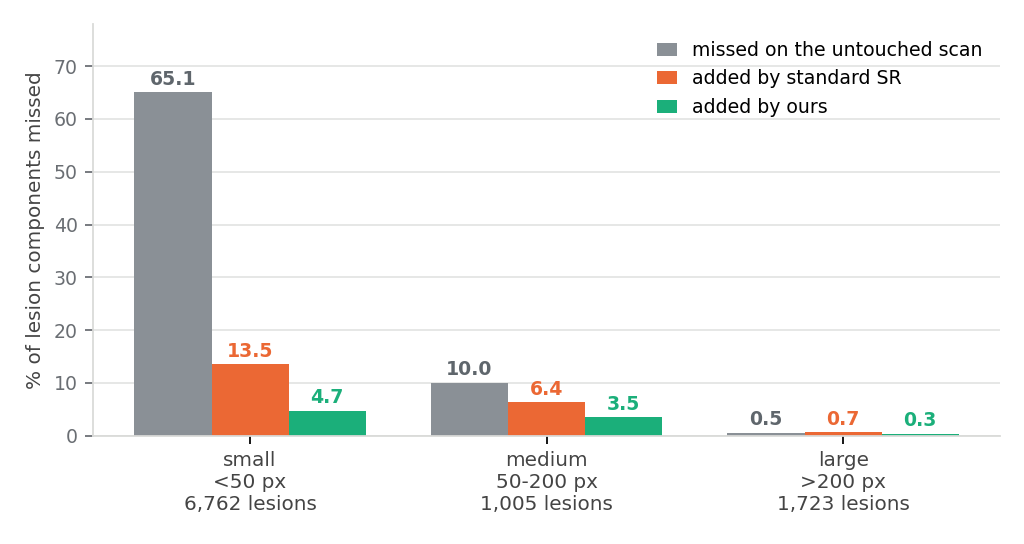 % of lesion components missed
70
60
50
40
30
20
10
0
missed on the untouched scan
added by standard SR
added by ours
65.1
13.5
4.7
10.0
6.4
3.5
0.5
0.7
0.3
small
<50 px
6,762 lesions
medium
50-200 px
1,005 lesions
large
>200 px
1,723 lesions